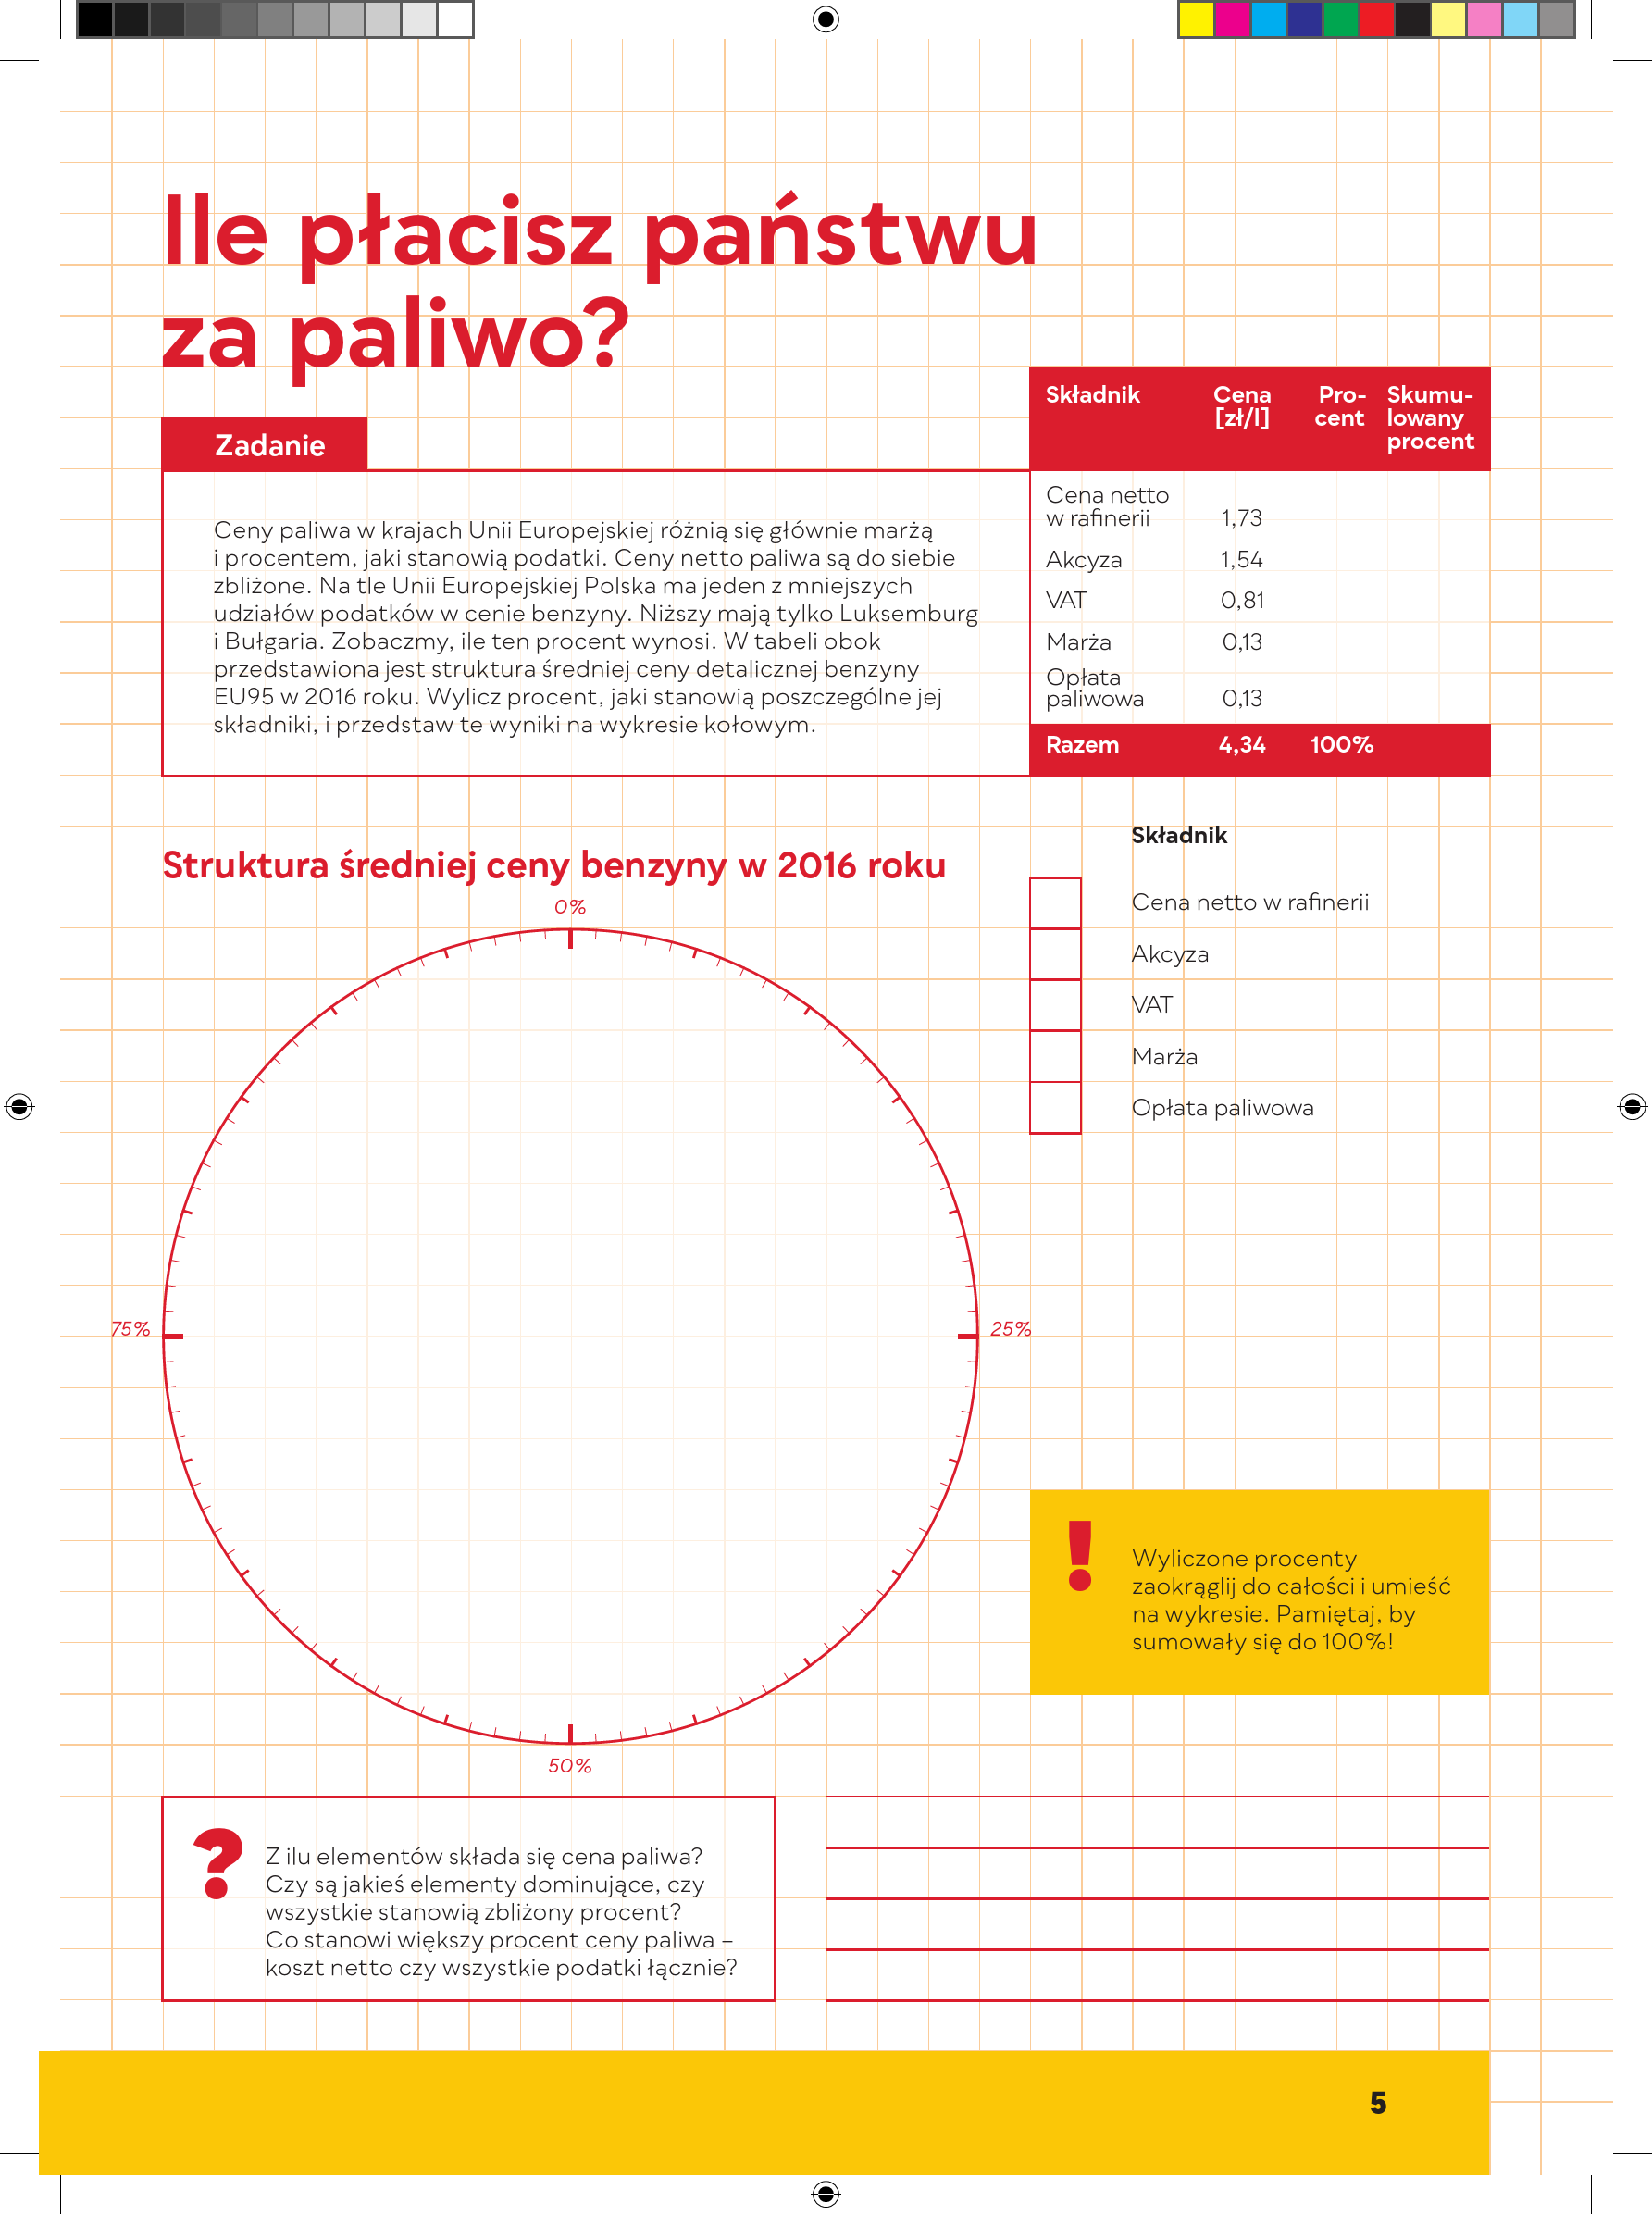 Ile płacisz państwu
za paliwo?
Zadanie
Ceny paliwa w krajach Unii Europejskiej różnią się głównie marżą
i procentem, jaki stanowią podatki. Ceny netto paliwa są do siebie
zbliżone. Na tle Unii Europejskiej Polska ma jeden z mniejszych
udziałów podatków w cenie benzyny. Niższy mają tylko Luksemburg
i Bułgaria. Zobaczmy, ile ten procent wynosi. W tabeli obok
przedstawiona jest struktura średniej ceny detalicznej benzyny
EU95 w 2016 roku. Wylicz procent, jaki stanowią poszczególne jej
składniki, i przedstaw te wyniki na wykresie kołowym.
Składnik Cena Pro- Skumu-
[zł/l] cent lowany
procent
Cena netto
w rafinerii 1,73
Akcyza 1,54
VAT 0,81
Marża 0,13
Opłata
paliwowa 0,13
Razem 4,34 100%
Struktura średniej ceny benzyny w 2016 roku
0%
25%
50%
75%
Składnik
Cena netto w rafinerii
Akcyza
VAT
Marża
Opłata paliwowa
!
Wyliczone procenty
zaokrąglij do całości i umieść
na wykresie. Pamiętaj, by
sumowały się do 100%!
?
Z ilu elementów składa się cena paliwa?
Czy są jakieś elementy dominujące, czy
wszystkie stanowią zbliżony procent?
Co stanowi większy procent ceny paliwa –
koszt netto czy wszystkie podatki łącznie?
5